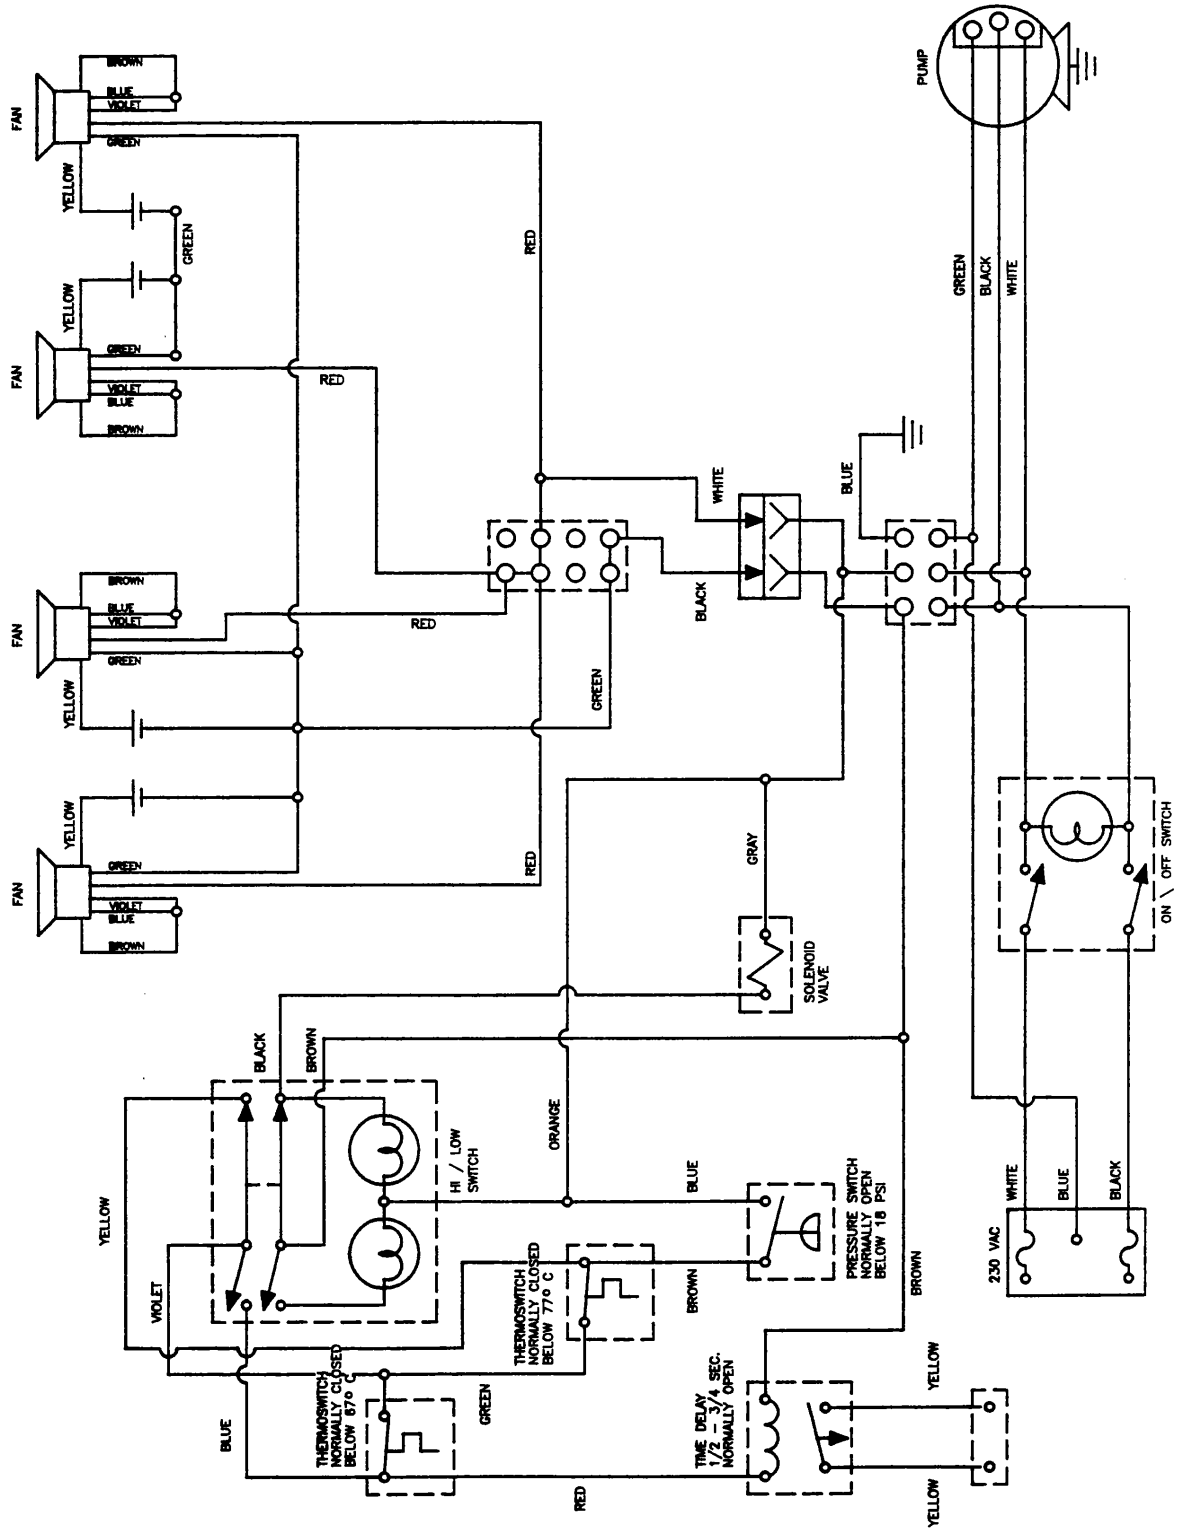 FAN
BROWN
BLUE
VIOLET
GREEN
YELLOW
GREEN
YELLOW
FAN
GREEN
VIOLET
BLUE
BROWN
RED
RED
FAN
BROWN
BLUE
VIOLET
GREEN
YELLOW
RED
GREEN
YELLOW
FAN
GREEN
VIOLET
BLUE
BROWN
RED
PUMP
GREEN
BLACK
WHITE
WHITE
BLACK
BLUE
GRAY
SOLENOID
VALVE
ON \ OFF SWITCH
BLACK
BROWN
ORANGE
HI / LOW
SWITCH
YELLOW
VIOLET
BLUE
BLUE
BROWN
PRESSURE SWITCH
NORMALLY OPEN
BELOW 18 PSI
THERMOSWITCH
NORMALLY CLOSED
BELOW 77° C
THERMOSWITCH
NORMALLY CLOSED
BELOW 67° C
GREEN
RED
TIME DELAY
1/2 - 3/4 SEC.
NORMALLY OPEN
BROWN
YELLOW
YELLOW
WHITE
BLUE
BLACK
230 VAC